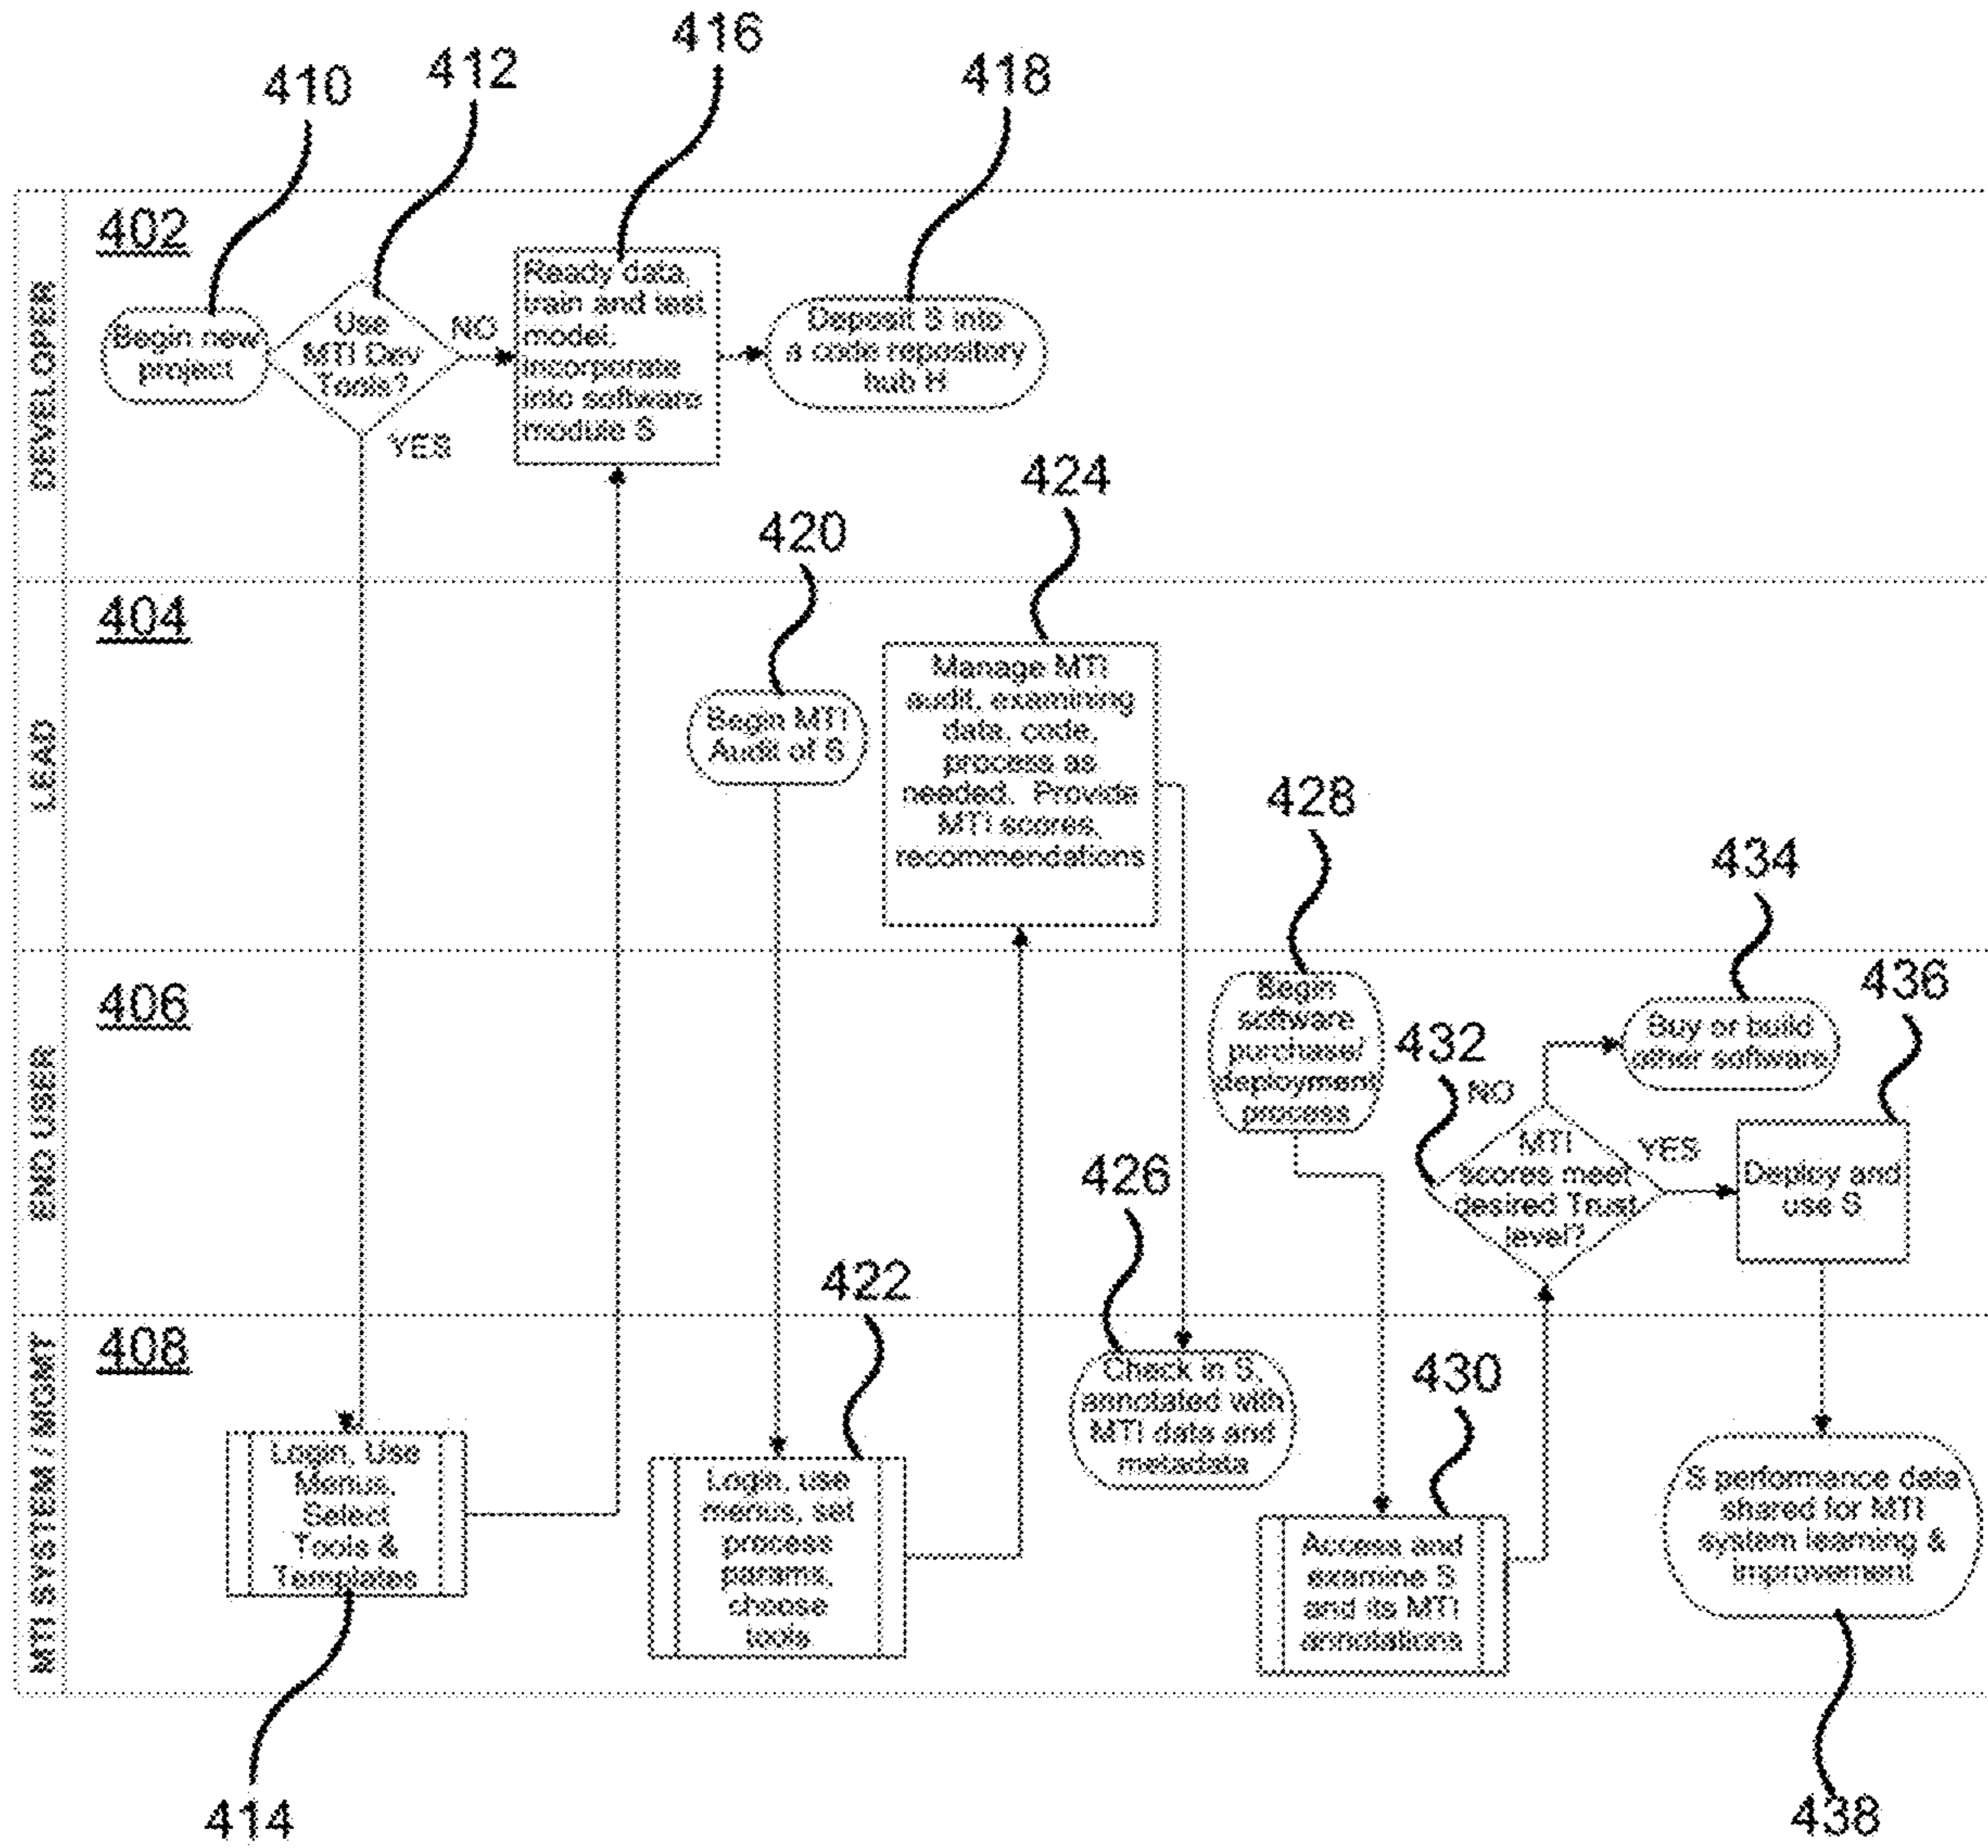 416
412
418
410
DEVELOPER
402
Begin new
project
Use
MTI Dev
Tools?
NO
YES
Ready data,
train and test
model.
Incorporate
into software
module S
Deposit S into
a code repository
hub H
420
424
LEAD
404
Begin MTI
Audit of S
Manage MTI
audit, examining
data, code,
process as
needed. Provide
MTI scores,
recommendations
428
434
436
END USER
406
Begin
software
purchase/
deployment
process
432
NO
Buy or build
other software
MTI
scores meet
desired Trust
level?
YES
Deploy and
use S
426
422
MTI SYSTEM / MGMT
408
Login, Use
Menus,
Select
Tools &
Templates
Login, use
menus, set
process
params,
choose
tools
Check in S,
annotated with
MTI data and
metadata
430
Access and
examine S
and its MTI
annotations
S performance data
shared for MTI
system learning &
improvement
414
438